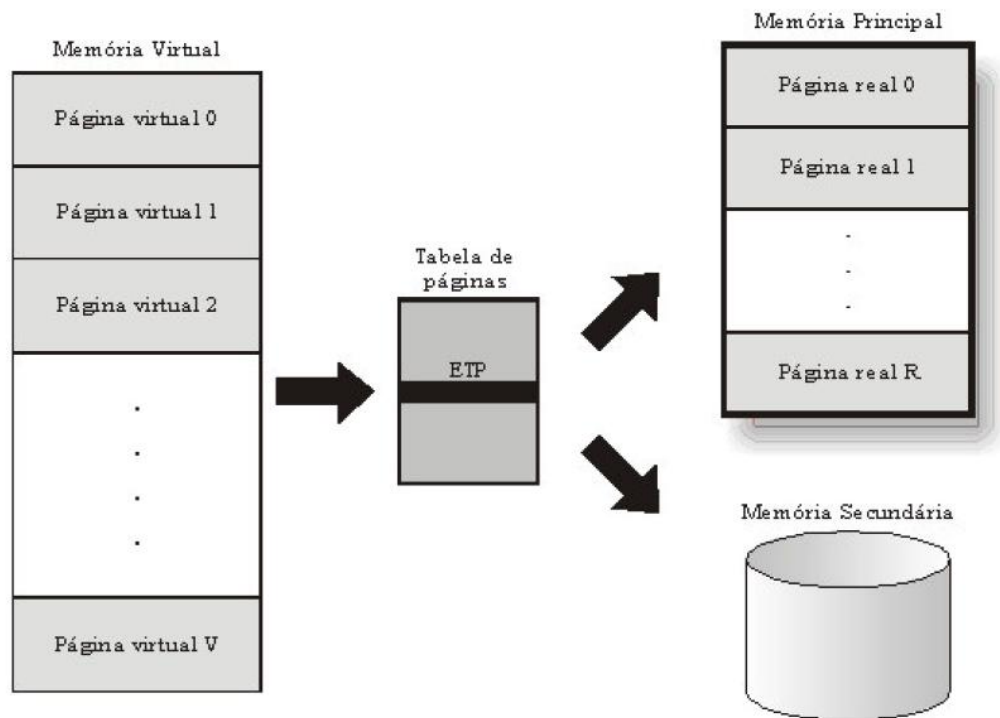 Memória Virtual
Página virtual 0
Página virtual 1
Página virtual 2
Página virtual V
Tabela de
páginas
ETP
Memória Principal
Página real 0
Página real 1
Página real R
Memória Secundária